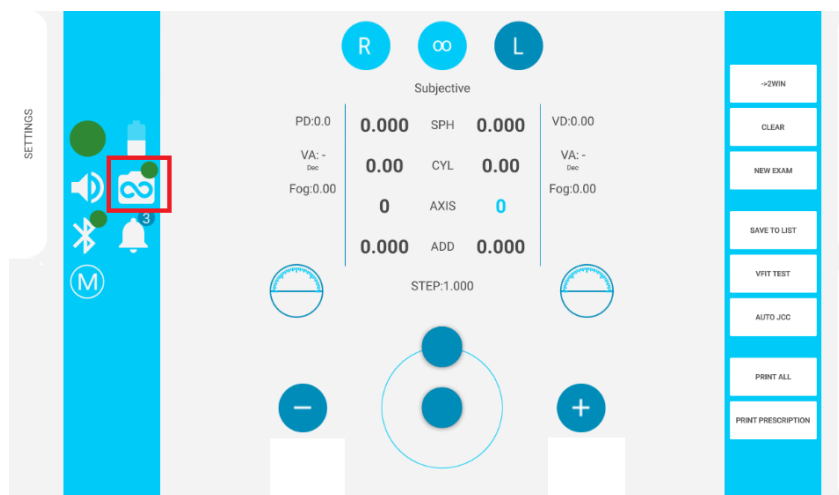 SETTINGS
3
M
R ∞ L
Subjective
PD:0.0 0.000 SPH 0.000 VD:0.00
VA: - 0.00 CYL 0.00 VA: -
Dec Dec
Fog:0.00 0 AXIS 0 Fog:0.00
0.000 ADD 0.000
STEP:1.000
− +
->2WIN
CLEAR
NEW EXAM
SAVE TO LIST
VFIT TEST
AUTO JCC
PRINT ALL
PRINT PRESCRIPTION